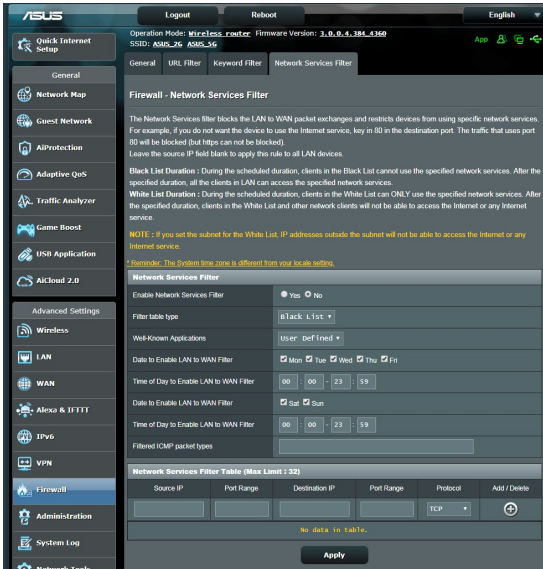 ASUS
Logout
Reboot
English
Quick Internet
Setup
General
Network Map
Guest Network
AiProtection
Adaptive QoS
Traffic Analyzer
Game Boost
USB Application
AiCloud 2.0
Advanced Settings
Wireless
LAN
WAN
Alexa & IFTTT
IPv6
VPN
Firewall
Administration
System Log
Network Tools
Operation Mode: Wireless router Firmware Version: 3.0.0.4.384_4360
SSID: ASUS_2G ASUS_5G
App
General
URL Filter
Keyword Filter
Network Services Filter
Firewall - Network Services Filter
The Network Services filter blocks the LAN to WAN packet exchanges and restricts devices from using specific network services.
For example, if you do not want the device to use the Internet service, key in 80 in the destination port. The traffic that uses port
80 will be blocked (but https can not be blocked).
Leave the source IP field blank to apply this rule to all LAN devices.
Black List Duration : During the scheduled duration, clients in the Black List cannot use the specified network services. After the
specified duration, all the clients in LAN can access the specified network services.
White List Duration : During the scheduled duration, clients in the White List can ONLY use the specified network services. After
the specified duration, clients in the White List and other network clients will not be able to access the Internet or any Internet
service.
NOTE : If you set the subnet for the White List, IP addresses outside the subnet will not be able to access the Internet or any
Internet service.
* Reminder: The System time zone is different from your locale setting.
Network Services Filter
Enable Network Services Filter
Yes No
Filter table type
Black List
Well-Known Applications
User Defined
Date to Enable LAN to WAN Filter
Mon Tue Wed Thu Fri
Time of Day to Enable LAN to WAN Filter
00 : 00 - 23 : 59
Date to Enable LAN to WAN Filter
Sat Sun
Time of Day to Enable LAN to WAN Filter
00 : 00 - 23 : 59
Filtered ICMP packet types
Network Services Filter Table (Max Limit : 32)
Source IP
Port Range
Destination IP
Port Range
Protocol
Add / Delete
TCP
No data in table.
Apply